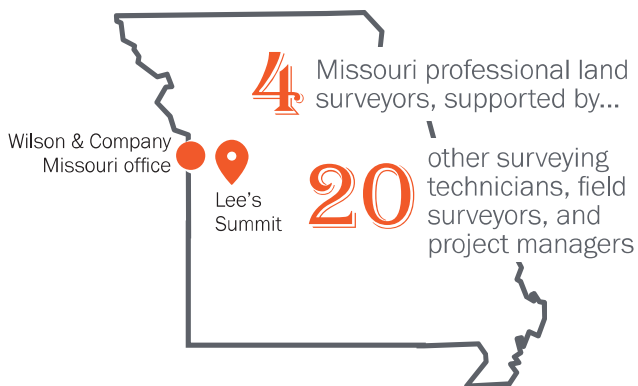 4 Missouri professional land
surveyors, supported by...
Wilson & Company
Missouri office
Lee's
Summit
20 other surveying
technicians, field
surveyors, and
project managers